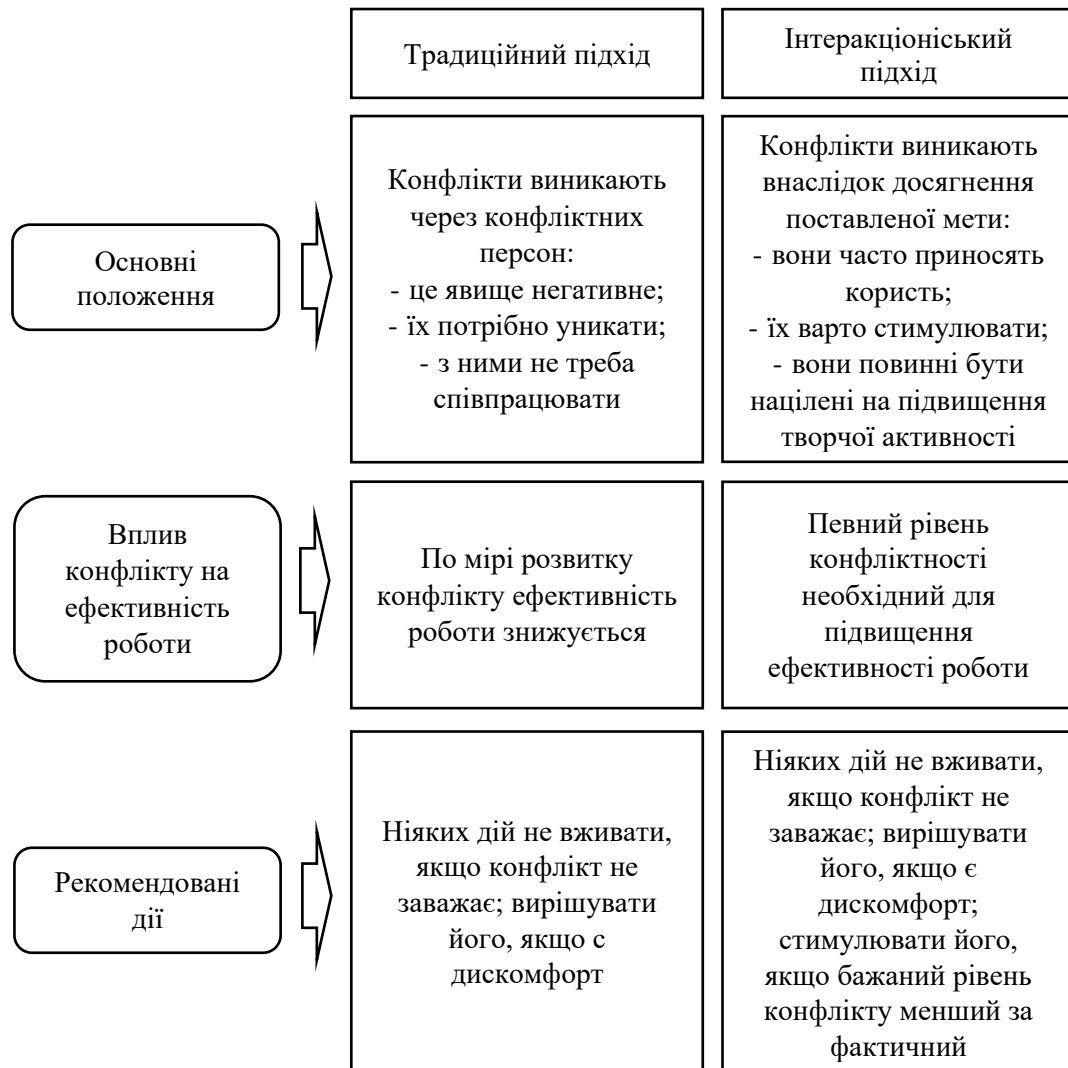 Традиційний підхід
Інтеракціоніський
підхід
Основні
положення
Конфлікти виникають
через конфліктних
персон:
- це явище негативне;
- їх потрібно уникати;
- з ними не треба
співпрацювати
Конфлікти виникають
внаслідок досягнення
поставленої мети:
- вони часто приносять
користь;
- їх варто стимулювати;
- вони повинні бути
націлені на підвищення
творчої активності
Вплив
конфлікту на
ефективність
роботи
По мірі розвитку
конфлікту ефективність
роботи знижується
Певний рівень
конфліктності
необхідний для
підвищення
ефективності роботи
Рекомендовані
дії
Ніяких дій не вживати,
якщо конфлікт не
заважає; вирішувати
його, якщо с
дискомфорт
Ніяких дій не вживати,
якщо конфлікт не
заважає; вирішувати
його, якщо є
дискомфорт;
стимулювати його,
якщо бажаний рівень
конфлікту менший за
фактичний